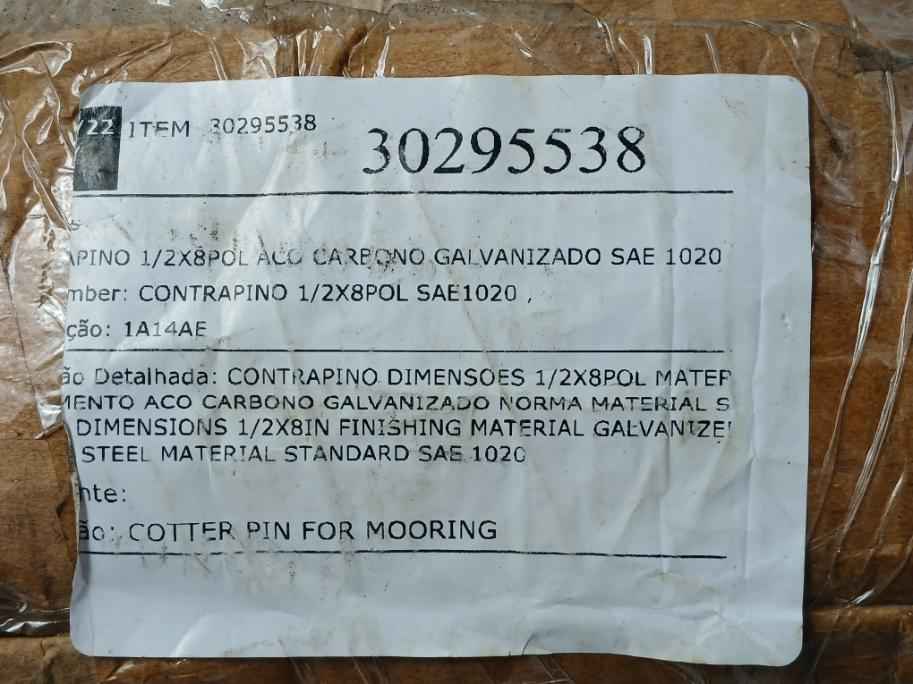 /22 ITEM 30295538
30295538
APINO 1/2X8POL ACO CARBONO GALVANIZADO SAE 1020
mber: CONTRAPINO 1/2X8POL SAE1020 ,
ção: 1A14AE
ão Detalhada: CONTRAPINO DIMENSOES 1/2X8POL MATER
MENTO ACO CARBONO GALVANIZADO NORMA MATERIAL S
DIMENSIONS 1/2X8IN FINISHING MATERIAL GALVANIZE
STEEL MATERIAL STANDARD SAE 1020
nte:
ão: COTTER PIN FOR MOORING